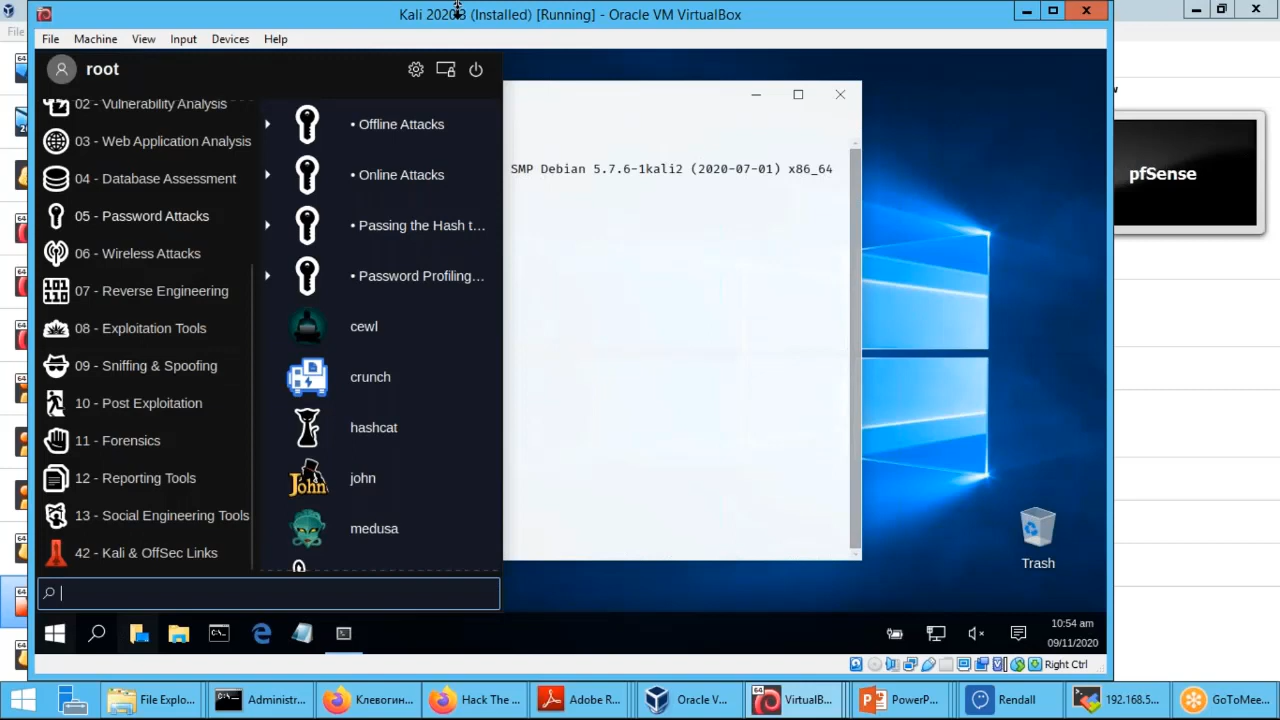 Kali 2020.3 (Installed) [Running] - Oracle VM VirtualBox
File
File Machine View Input Devices Help
root
02 - Vulnerability Analysis
03 - Web Application Analysis
04 - Database Assessment
05 - Password Attacks
06 - Wireless Attacks
07 - Reverse Engineering
08 - Exploitation Tools
09 - Sniffing & Spoofing
10 - Post Exploitation
11 - Forensics
12 - Reporting Tools
13 - Social Engineering Tools
42 - Kali & OffSec Links
• Offline Attacks
• Online Attacks
• Passing the Hash t...
• Password Profiling...
cewl
crunch
hashcat
john
medusa
SMP Debian 5.7.6-1kali2 (2020-07-01) x86_64
pfSense
Trash
10:54 am
09/11/2020
Right Ctrl
File Explo...
Administr...
Клевогин...
Hack The ...
Adobe R...
Oracle V...
VirtualB...
PowerP...
Rendall
192.168.5...
GoToMee...